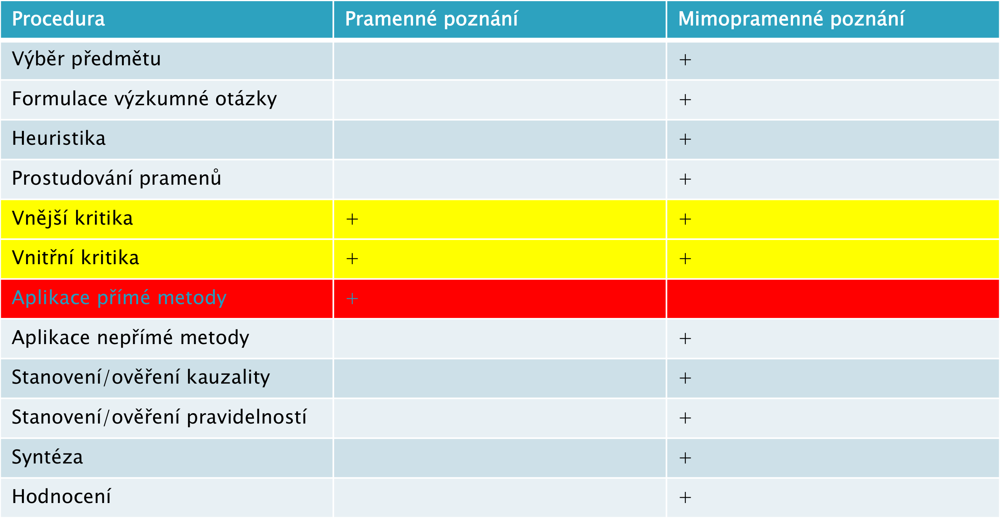 Procedura Pramenné poznání Mimopramenné poznání
Výběr předmětu +
Formulace výzkumné otázky +
Heuristika +
Prostudování pramenů +
Vnější kritika + +
Vnitřní kritika + +
Aplikace přímé metody +
Aplikace nepřímé metody +
Stanovení/ověření kauzality +
Stanovení/ověření pravidelností +
Syntéza +
Hodnocení +